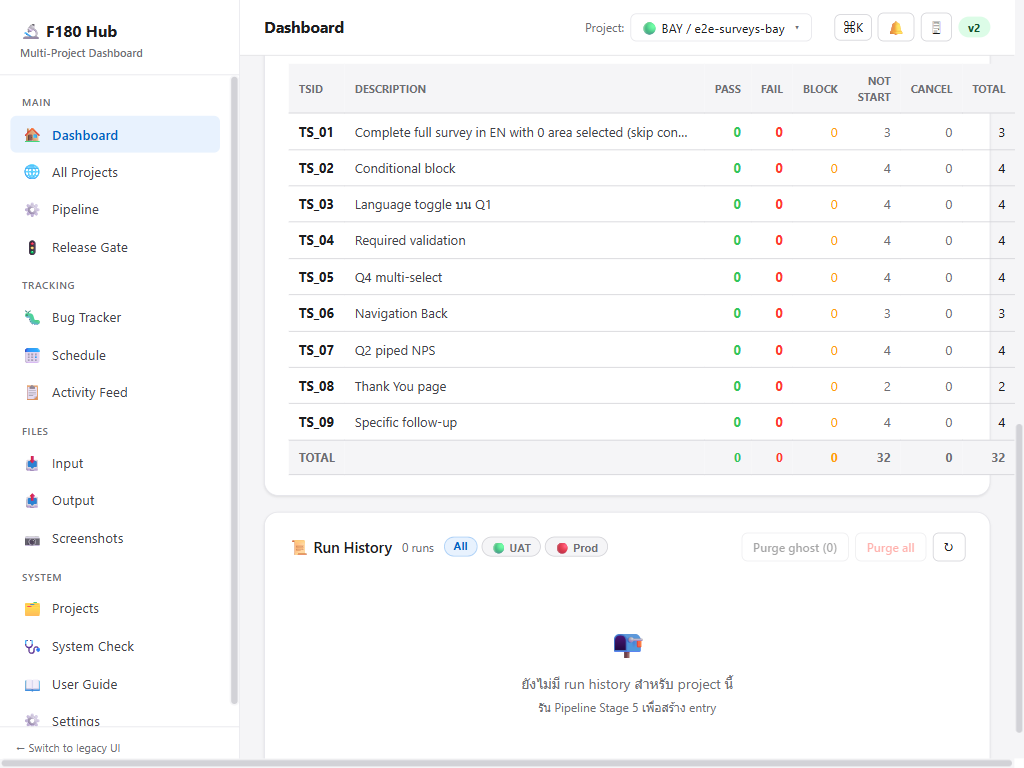 F180 Hub
Multi-Project Dashboard
MAIN
Dashboard
All Projects
Pipeline
Release Gate
TRACKING
Bug Tracker
Schedule
Activity Feed
FILES
Input
Output
Screenshots
SYSTEM
Projects
System Check
User Guide
Settings
← Switch to legacy UI
Dashboard
Project: BAY / e2e-surveys-bay ⌘K v2
TSID DESCRIPTION PASS FAIL BLOCK NOT START CANCEL TOTAL
TS_01 Complete full survey in EN with 0 area selected (skip con... 0 0 0 3 0 3
TS_02 Conditional block 0 0 0 4 0 4
TS_03 Language toggle บน Q1 0 0 0 4 0 4
TS_04 Required validation 0 0 0 4 0 4
TS_05 Q4 multi-select 0 0 0 4 0 4
TS_06 Navigation Back 0 0 0 3 0 3
TS_07 Q2 piped NPS 0 0 0 4 0 4
TS_08 Thank You page 0 0 0 2 0 2
TS_09 Specific follow-up 0 0 0 4 0 4
TOTAL 0 0 0 32 0 32
Run History 0 runs All UAT Prod Purge ghost (0) Purge all ↻
ยังไม่มี run history สำหรับ project นี้
รัน Pipeline Stage 5 เพื่อสร้าง entry